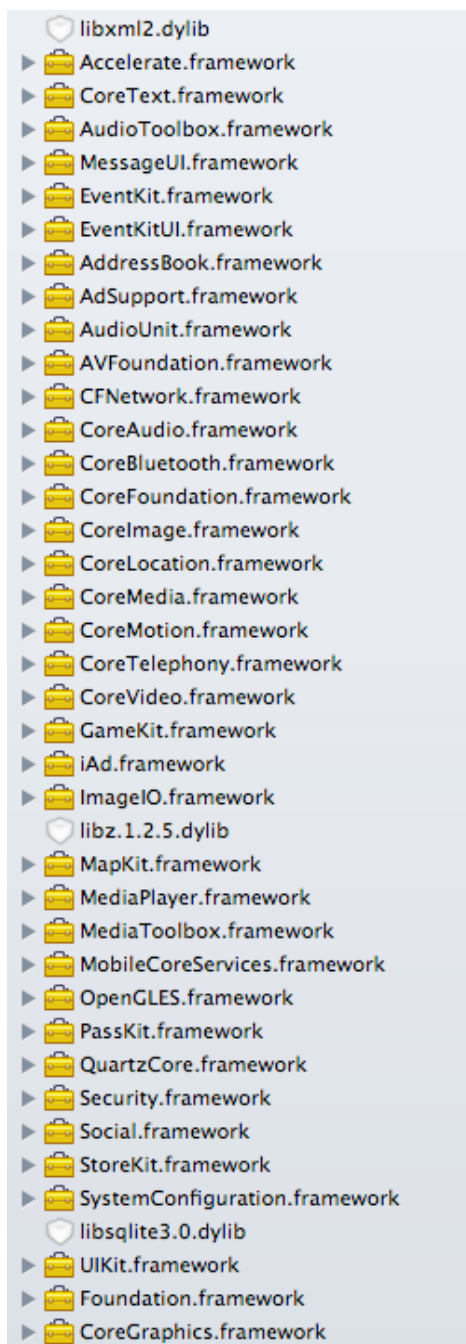 libxml2.dylib
Accelerate.framework
CoreText.framework
AudioToolbox.framework
MessageUI.framework
EventKit.framework
EventKitUI.framework
AddressBook.framework
AdSupport.framework
AudioUnit.framework
AVFoundation.framework
CFNetwork.framework
CoreAudio.framework
CoreBluetooth.framework
CoreFoundation.framework
CoreImage.framework
CoreLocation.framework
CoreMedia.framework
CoreMotion.framework
CoreTelephony.framework
CoreVideo.framework
GameKit.framework
iAd.framework
ImageIO.framework
libz.1.2.5.dylib
MapKit.framework
MediaPlayer.framework
MediaToolbox.framework
MobileCoreServices.framework
OpenGLES.framework
PassKit.framework
QuartzCore.framework
Security.framework
Social.framework
StoreKit.framework
SystemConfiguration.framework
libsqlite3.0.dylib
UIKit.framework
Foundation.framework
CoreGraphics.framework